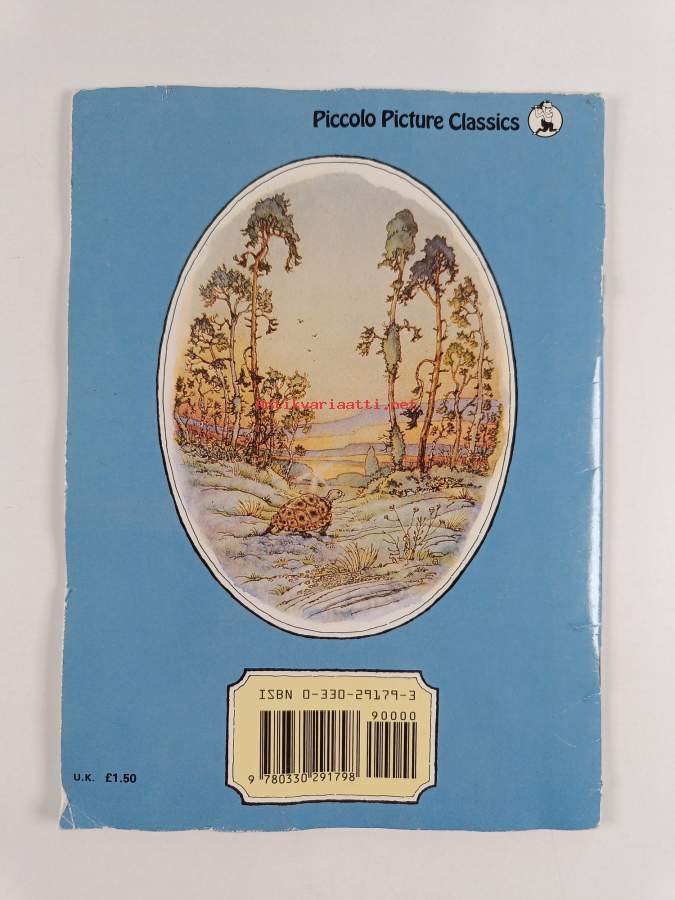 Piccolo Picture Classics
antikvariaatti.net
ISBN 0-330-29179-3
90000
9 780330 291798
U.K. £1.50